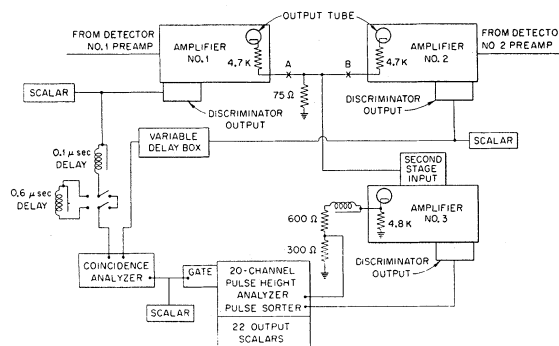 OUTPUT TUBE
FROM DETECTOR
NO. 1 PREAMP
AMPLIFIER
NO. 1
4.7 K
A
B
4.7 K
AMPLIFIER
NO. 2
FROM DETECTO
NO 2 PREAMP
75 Ω
SCALAR
DISCRIMINATOR
OUTPUT
DISCRIMINATOR
OUTPUT
VARIABLE
DELAY BOX
SCALAR
0.1 μ sec
DELAY
SECOND
STAGE
INPUT
0.6 μ sec
DELAY
600 Ω
300 Ω
4.8 K
AMPLIFIER
NO. 3
DISCRIMINATOR
OUTPUT
COINCIDENCE
ANALYZER
GATE
SCALAR
20-CHANNEL
PULSE HEIGHT
ANALYZER
PULSE SORTER
22 OUTPUT
SCALARS